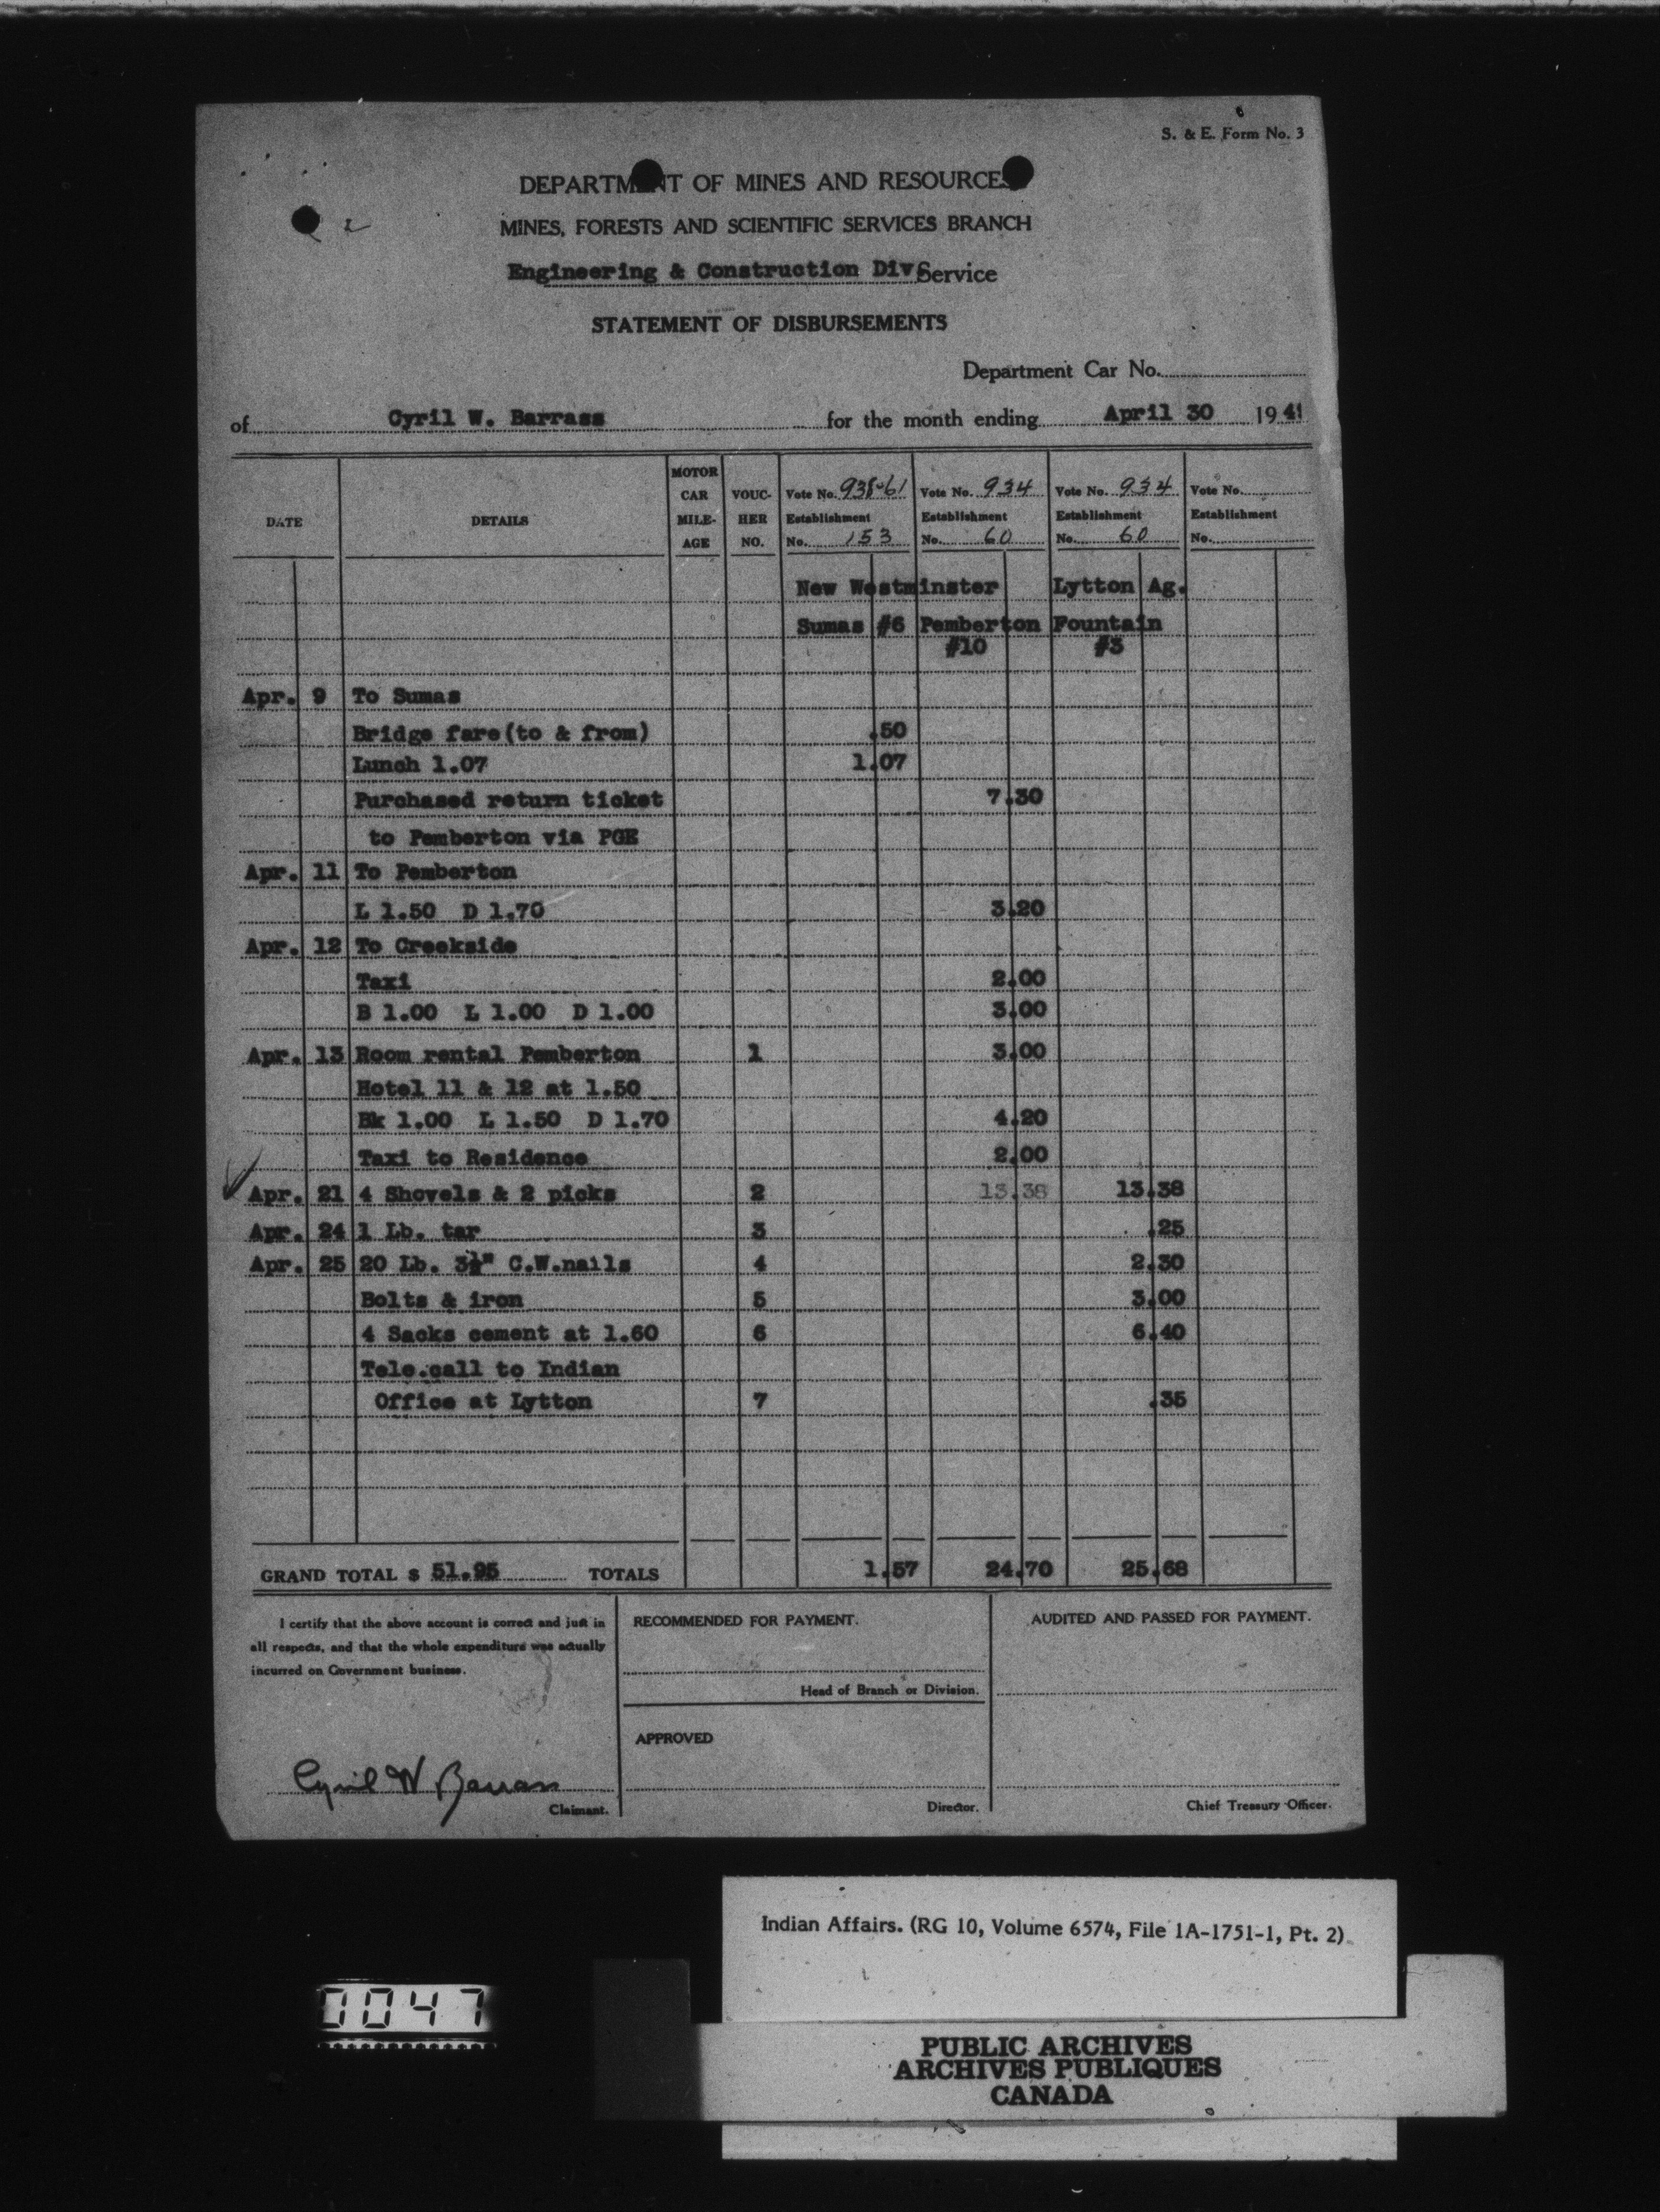 S. & E. Form No. 3
DEPARTMENT OF MINES AND RESOURCES
2
MINES, FORESTS AND SCIENTIFIC SERVICES BRANCH
Engineering & Construction Div Service
STATEMENT OF DISBURSEMENTS
Department Car No.
of Cyril W. Barrass for the month ending April 30 1941
DATE DETAILS MOTOR CAR MILE-AGE VOUCHER NO. Vote No. 938-61 Establishment No. 153 Vote No. 934 Establishment No. 60 Vote No. 934 Establishment No. 60 Vote No. Establishment No.
New Westminster Lytton Ag.
Sumas #6 Pemberton Fountain
#10 #3
Apr. 9 To Sumas
Bridge fare(to & from) .50
Lunch 1.07 1.07
Purchased return ticket 7.30
to Pemberton via PGE
Apr. 11 To Pemberton
L 1.50 D 1.70 3.20
Apr. 12 To Creekside
Taxi 2.00
B 1.00 L 1.00 D 1.00 3.00
Apr. 13 Room rental Pemberton 1 3.00
Hotel 11 & 12 at 1.50
Bk 1.00 L 1.50 D 1.70 4.20
Taxi to Residence 2.00
Apr. 21 4 Shovels & 2 picks 2 13.38 13.38
Apr. 24 1 Lb. tar 3 .25
Apr. 25 20 Lb. 3½" C.W.nails 4 2.30
Bolts & iron 5 3.00
4 Sacks cement at 1.60 6 6.40
Tele.call to Indian
Office at Lytton 7 .35
GRAND TOTAL $ 51.95 TOTALS 1.57 24.70 25.68
I certify that the above account is correct and just in
all respects, and that the whole expenditure was actually
incurred on Government business.
Cyril W Barrass
Claimant.
RECOMMENDED FOR PAYMENT.
Head of Branch or Division.
APPROVED
Director.
AUDITED AND PASSED FOR PAYMENT.
Chief Treasury Officer.
Indian Affairs. (RG 10, Volume 6574, File 1A-1751-1, Pt. 2)
0047
PUBLIC ARCHIVES
ARCHIVES PUBLIQUES
CANADA